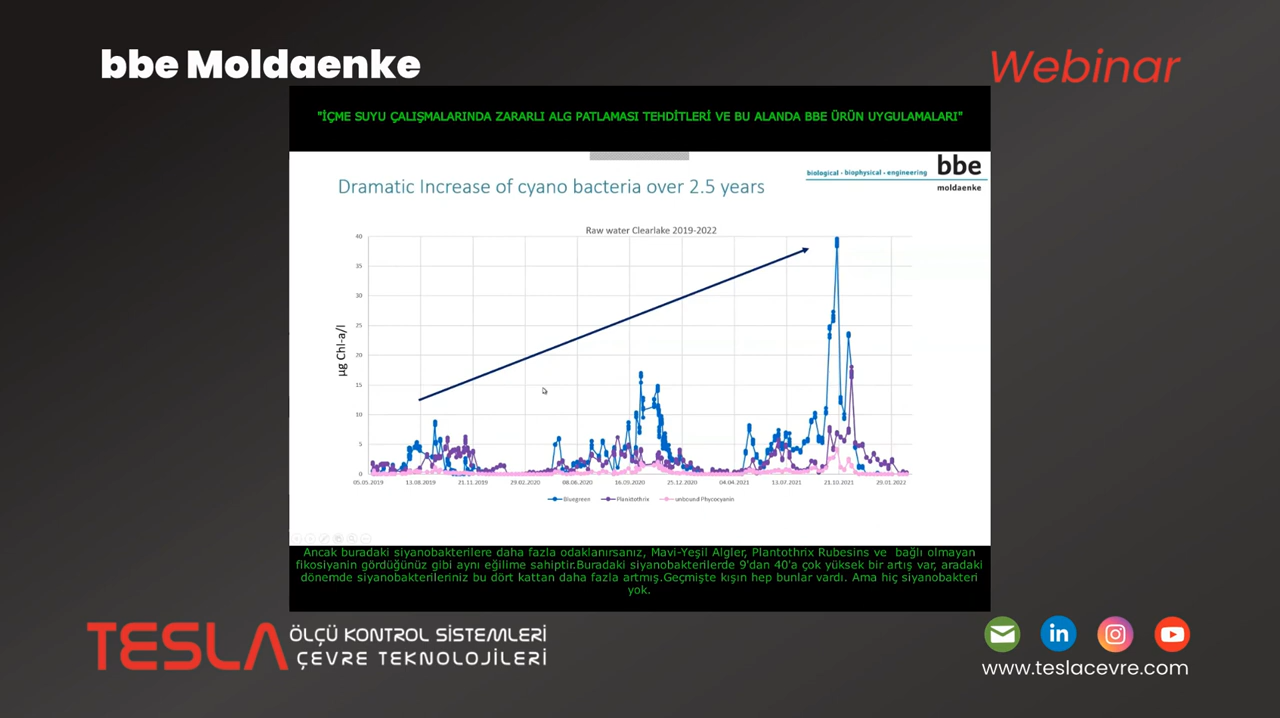 bbe Moldaenke
Webinar
"İÇME SUYU ÇALIŞMALARINDA ZARARLI ALG PATLAMASI TEHDİTLERİ VE BU ALANDA BBE ÜRÜN UYGULAMALARI"
Dramatic Increase of cyano bacteria over 2.5 years
biological - biophysical - engineering
bbe
moldaenke
Raw water Clearlake 2019-2022
µg Chl-a/l
40
35
30
25
20
15
10
5
0
05.05.2019 13.08.2019 21.11.2019 29.02.2020 08.06.2020 16.09.2020 25.12.2020 04.04.2021 13.07.2021 21.10.2021 29.01.2022
Bluegreen Planktothrix unbound Phycocyanin
Ancak buradaki siyanobakterilere daha fazla odaklanırsanız, Mavi-Yeşil Algler, Plantothrix Rubesins ve bağlı olmayan
fikosiyanin gördüğünüz gibi aynı eğilime sahiptir.Buradaki siyanobakterilerde 9'dan 40'a çok yüksek bir artış var, aradaki
dönemde siyanobakterileriniz bu dört kattan daha fazla artmış.Geçmişte kışın hep bunlar vardı. Ama hiç siyanobakteri
yok.
TESLA
ÖLÇÜ KONTROL SİSTEMLERİ
ÇEVRE TEKNOLOJİLERİ
www.teslacevre.com